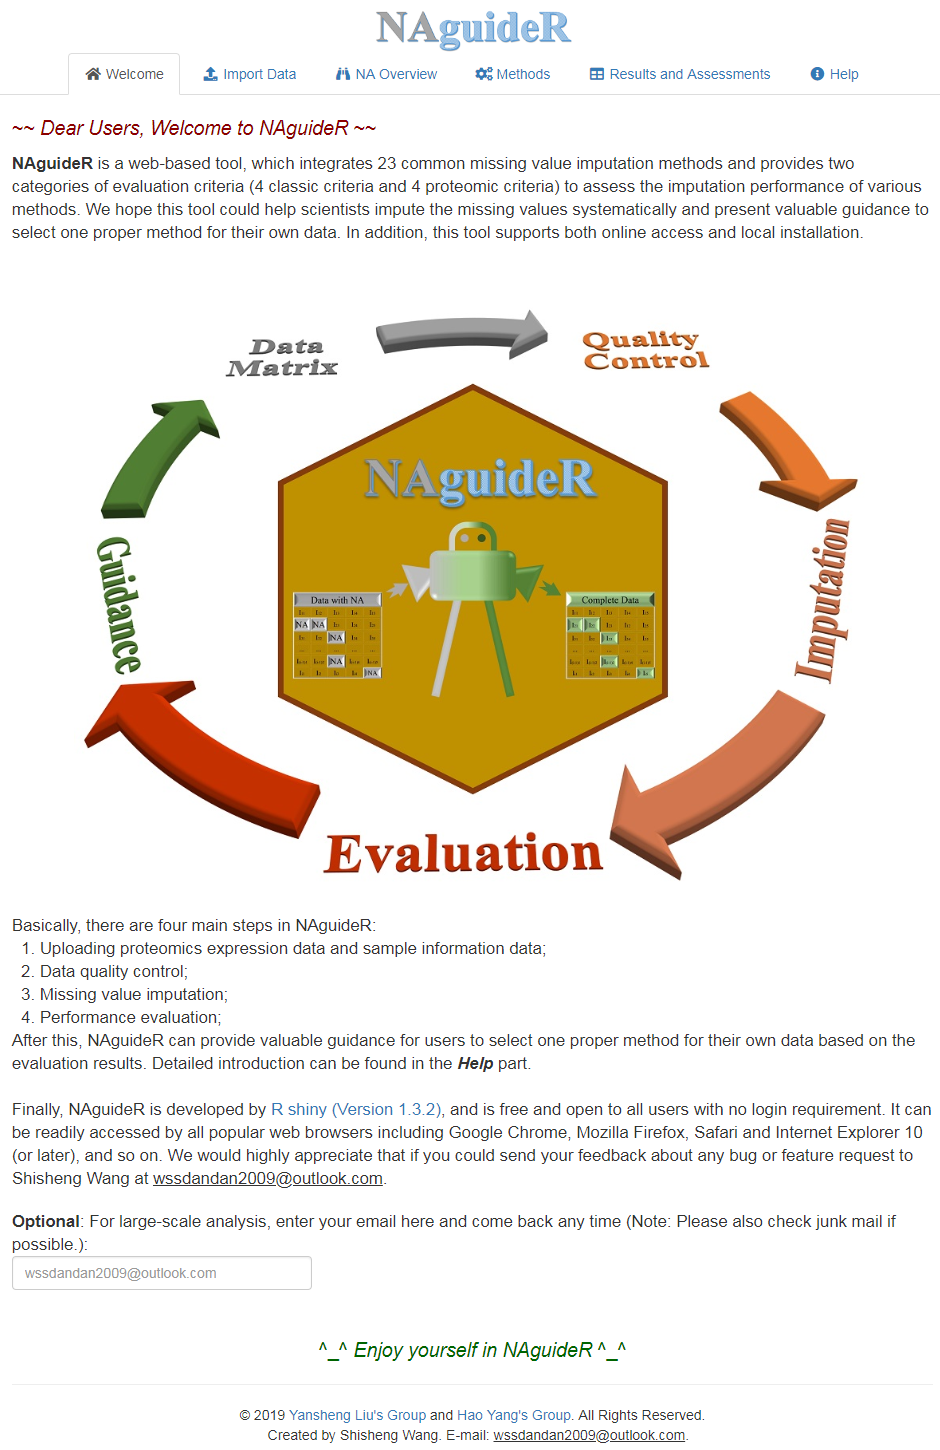 NAguideR
Welcome
Import Data
NA Overview
Methods
Results and Assessments
Help
~~ Dear Users, Welcome to NAguideR ~~
NAguideR is a web-based tool, which integrates 23 common missing value imputation methods and provides two
categories of evaluation criteria (4 classic criteria and 4 proteomic criteria) to assess the imputation performance of various
methods. We hope this tool could help scientists impute the missing values systematically and present valuable guidance to
select one proper method for their own data. In addition, this tool supports both online access and local installation.
Data
Matrix
Quality
Control
Imputation
Evaluation
Guidance
NAguideR
Data with NA
NA NA
NA
NA
NA
Complete Data
Basically, there are four main steps in NAguideR:
1. Uploading proteomics expression data and sample information data;
2. Data quality control;
3. Missing value imputation;
4. Performance evaluation;
After this, NAguideR can provide valuable guidance for users to select one proper method for their own data based on the
evaluation results. Detailed introduction can be found in the Help part.
Finally, NAguideR is developed by R shiny (Version 1.3.2), and is free and open to all users with no login requirement. It can
be readily accessed by all popular web browsers including Google Chrome, Mozilla Firefox, Safari and Internet Explorer 10
(or later), and so on. We would highly appreciate that if you could send your feedback about any bug or feature request to
Shisheng Wang at wssdandan2009@outlook.com.
Optional: For large-scale analysis, enter your email here and come back any time (Note: Please also check junk mail if
possible.):
wssdandan2009@outlook.com
^_^ Enjoy yourself in NAguideR ^_^
© 2019 Yansheng Liu's Group and Hao Yang's Group. All Rights Reserved.
Created by Shisheng Wang. E-mail: wssdandan2009@outlook.com.